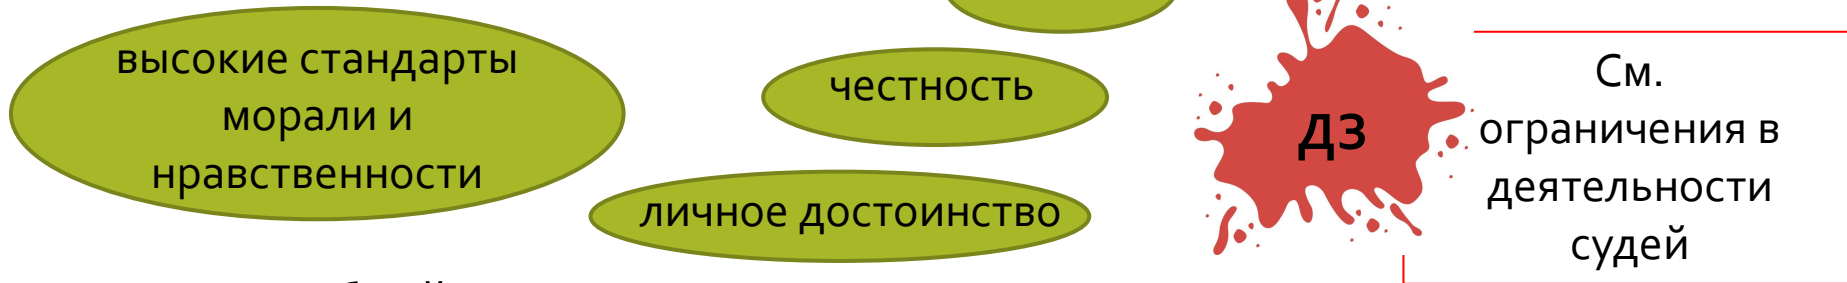 высокие стандарты
морали и
нравственности
честность
личное достоинство
ДЗ
См.
ограничения в
деятельности
судей